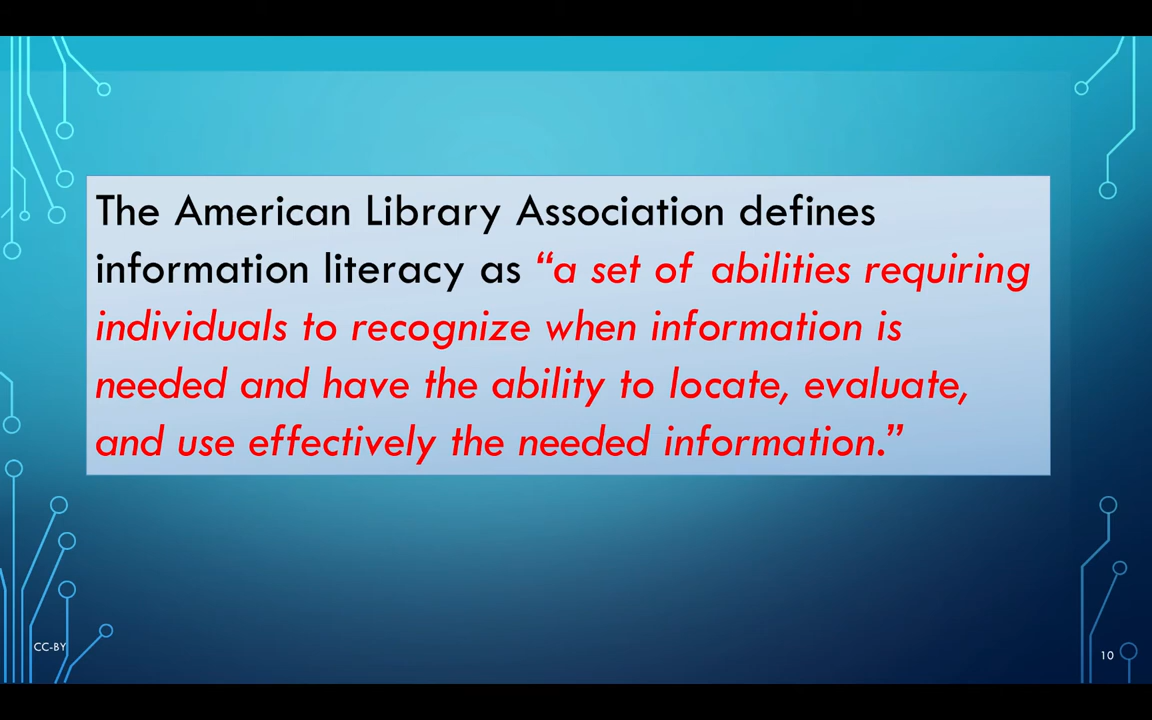 The American Library Association defines
information literacy as “a set of abilities requiring
individuals to recognize when information is
needed and have the ability to locate, evaluate,
and use effectively the needed information.”
CC-BY
10